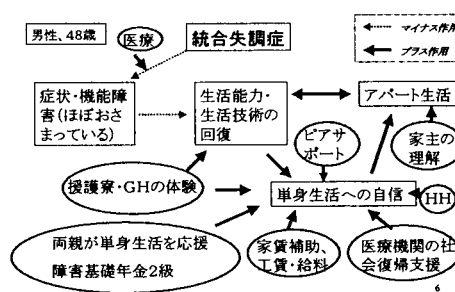 男性、48歳
医療
統合失調症
マイナス作用
プラス作用
症状・機能障
害(ほぼおさ
まっている)
生活能力・
生活技術の
回復
アパート生活
ピアサ
ポート
家主の
理解
援護寮・GHの体験
単身生活への自信
HH
両親が単身生活を応援
障害基礎年金2級
家賃補助、
工賃・給料
医療機関の社
会復帰支援
6